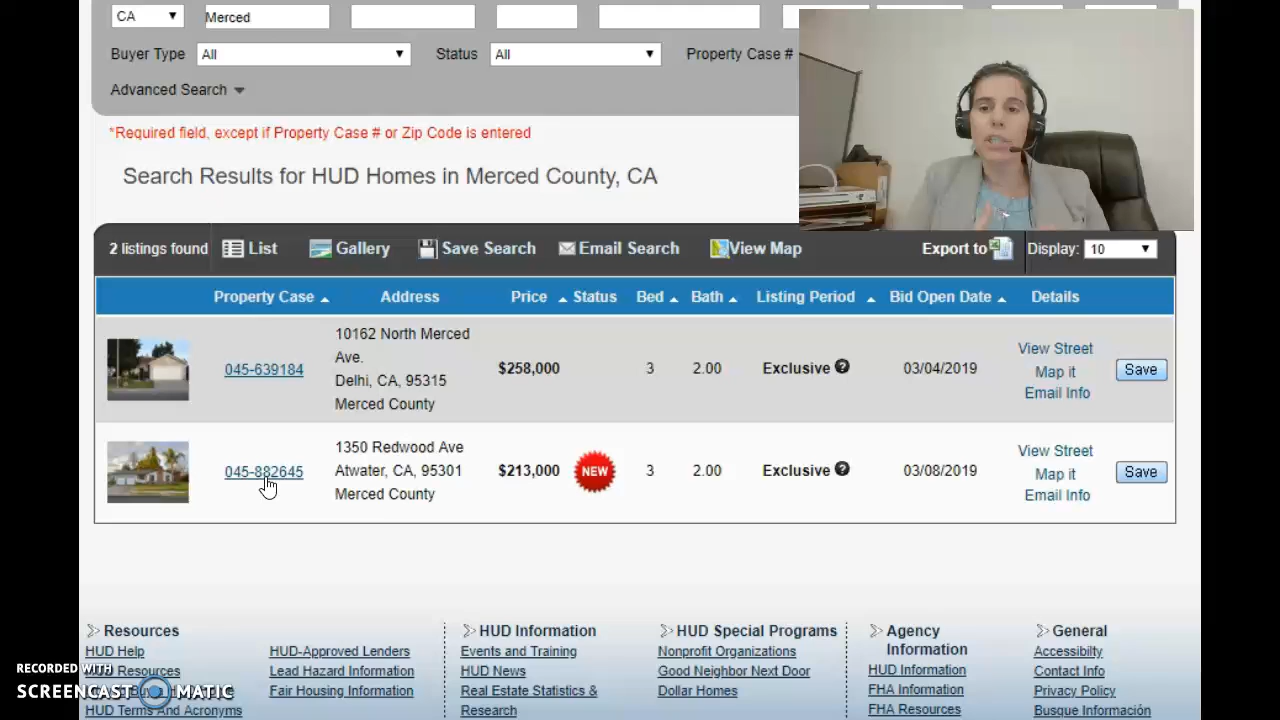 CA Merced
Buyer Type All Status All Property Case #
Advanced Search
*Required field, except if Property Case # or Zip Code is entered
Search Results for HUD Homes in Merced County, CA
2 listings found List Gallery Save Search Email Search View Map Export to Display: 10
Property Case Address Price Status Bed Bath Listing Period Bid Open Date Details
045-639184
10162 North Merced
Ave.
Delhi, CA, 95315
Merced County
$258,000 3 2.00 Exclusive ? 03/04/2019
View Street
Map it
Email Info
Save
045-882645
1350 Redwood Ave
Atwater, CA, 95301
Merced County
$213,000 NEW 3 2.00 Exclusive ? 03/08/2019
View Street
Map it
Email Info
Save
Resources
HUD Help HUD-Approved Lenders
HUD Resources Lead Hazard Information
Fair Housing Information
HUD Terms And Acronyms
HUD Information
Events and Training
HUD News
Real Estate Statistics &
Research
HUD Special Programs
Nonprofit Organizations
Good Neighbor Next Door
Dollar Homes
Agency
Information
HUD Information
FHA Information
FHA Resources
General
Accessibilty
Contact Info
Privacy Policy
Busque Información
RECORDED WITH
SCREENCAST MATIC